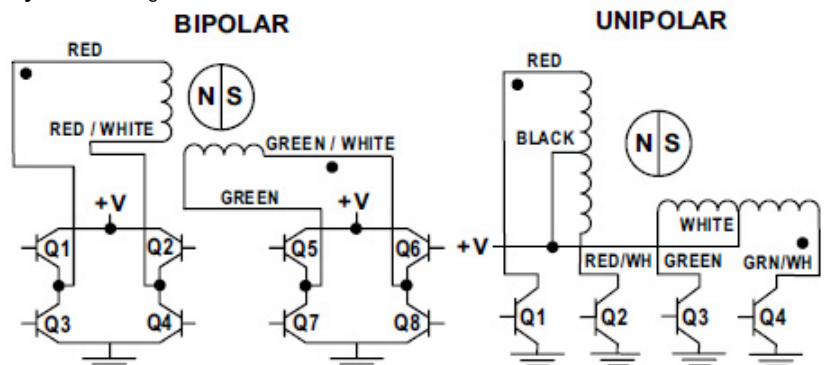 BIPOLAR
UNIPOLAR
RED
N S
RED / WHITE
GREEN / WHITE
GREEN
+V
+V
Q1
Q2
Q5
Q6
Q3
Q4
Q7
Q8
RED
BLACK
N S
WHITE
+V
RED/WH
GREEN
GRN/WH
Q1
Q2
Q3
Q4